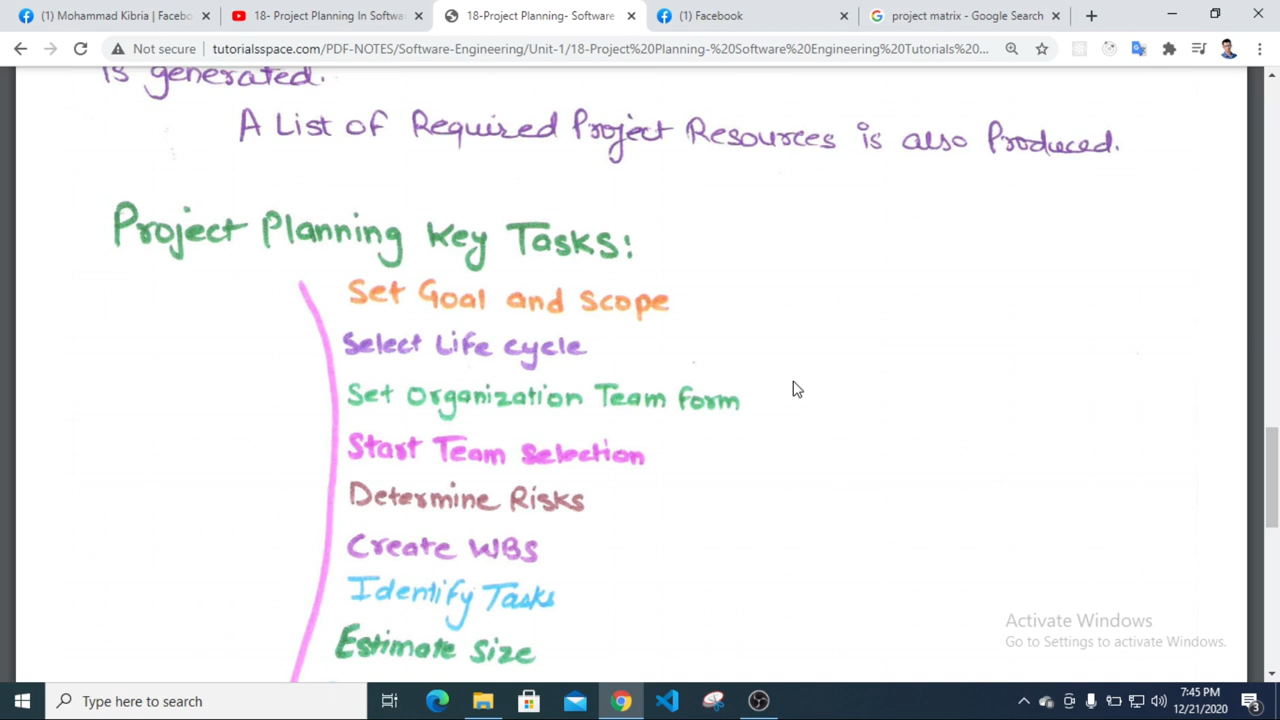 (1) Mohammad Kibria | Facebo
18- Project Planning In Softwa
18-Project Planning- Software
(1) Facebook
project matrix - Google Search
Not secure
tutorialsspace.com/PDF-NOTES/Software-Engineering/Unit-1/18-Project%20Planning-%20Software%20Engineering%20Tutorials%20...
is generated.
A List of Required Project Resources is also Produced.
Project Planning Key Tasks:
Set Goal and Scope
Select Life cycle
Set Organization Team form
Start Team Selection
Determine Risks
Create WBS
Identify Tasks
Estimate Size
Activate Windows
Go to Settings to activate Windows.
Type here to search
7:45 PM
12/21/2020
3